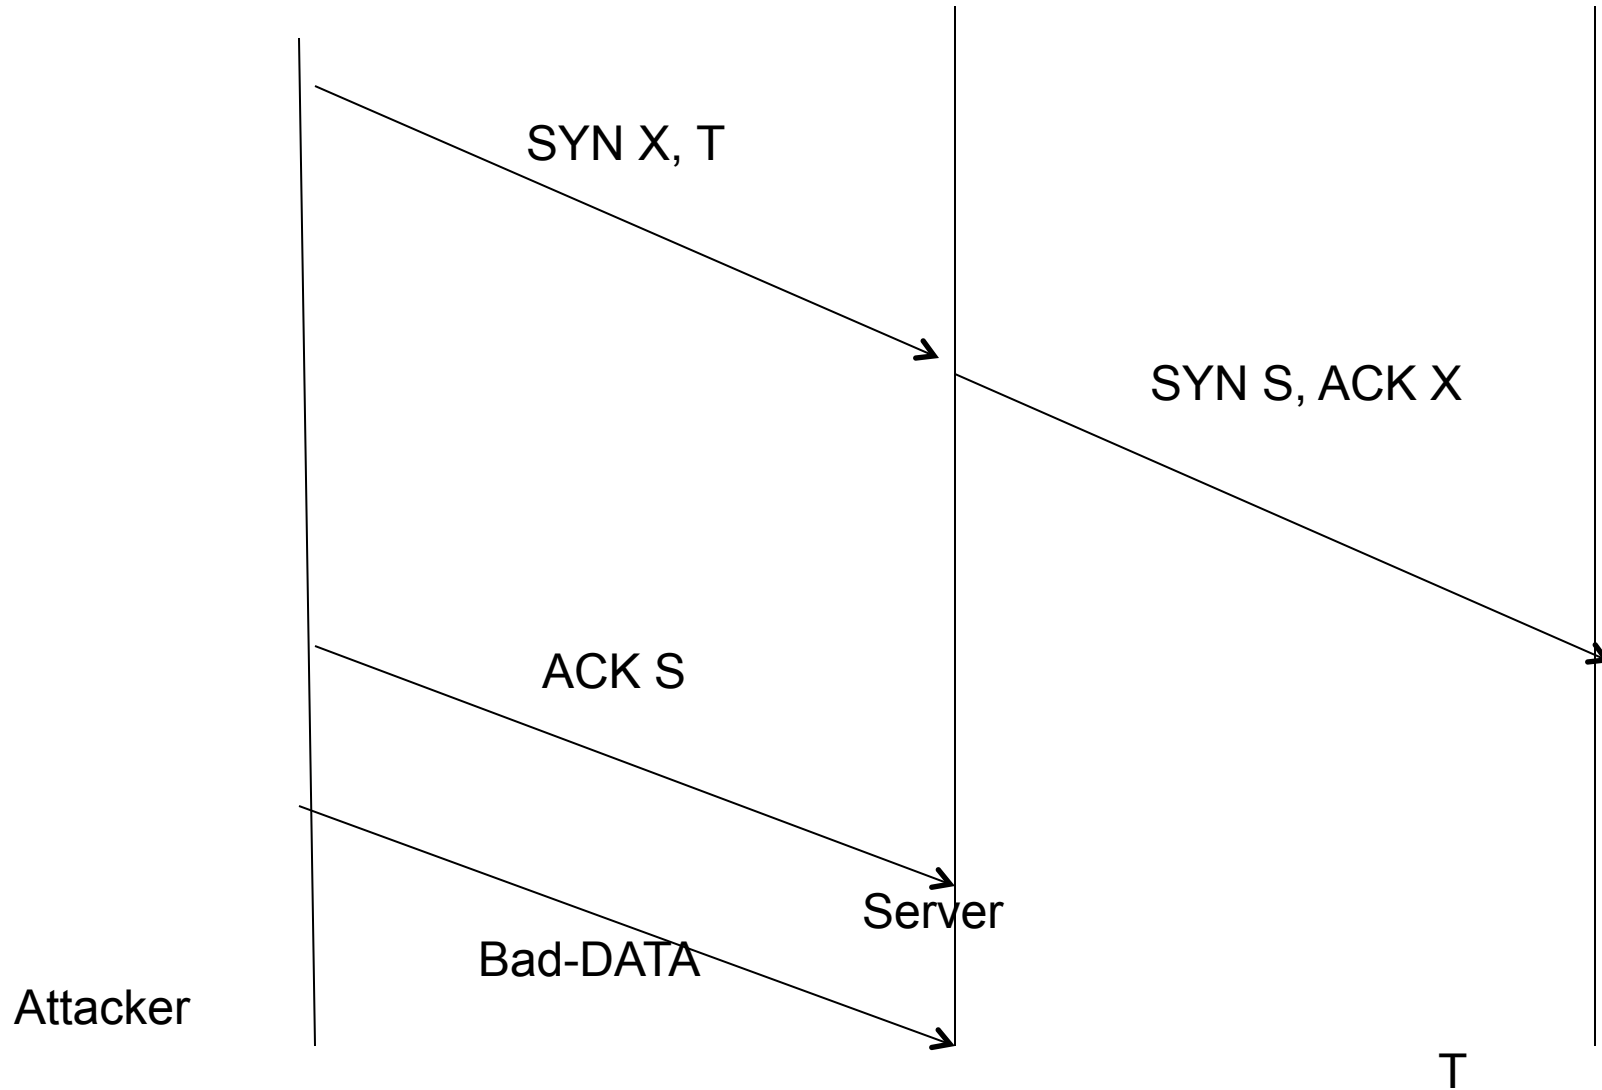 SYN X, T
SYN S, ACK X
ACK S
Server
Bad-DATA
Attacker
T